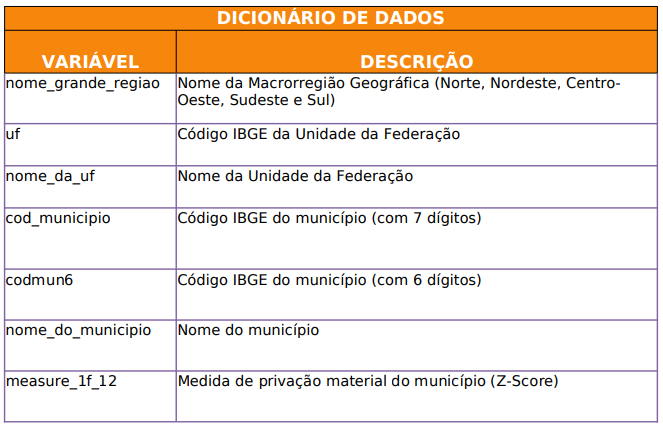 DICIONÁRIO DE DADOS
VARIÁVEL DESCRIÇÃO
nome_grande_regiao Nome da Macrorregião Geográfica (Norte, Nordeste, Centro-
Oeste, Sudeste e Sul)
uf Código IBGE da Unidade da Federação
nome_da_uf Nome da Unidade da Federação
cod_municipio Código IBGE do município (com 7 dígitos)
codmun6 Código IBGE do município (com 6 dígitos)
nome_do_municipio Nome do município
measure_1f_12 Medida de privação material do município (Z-Score)